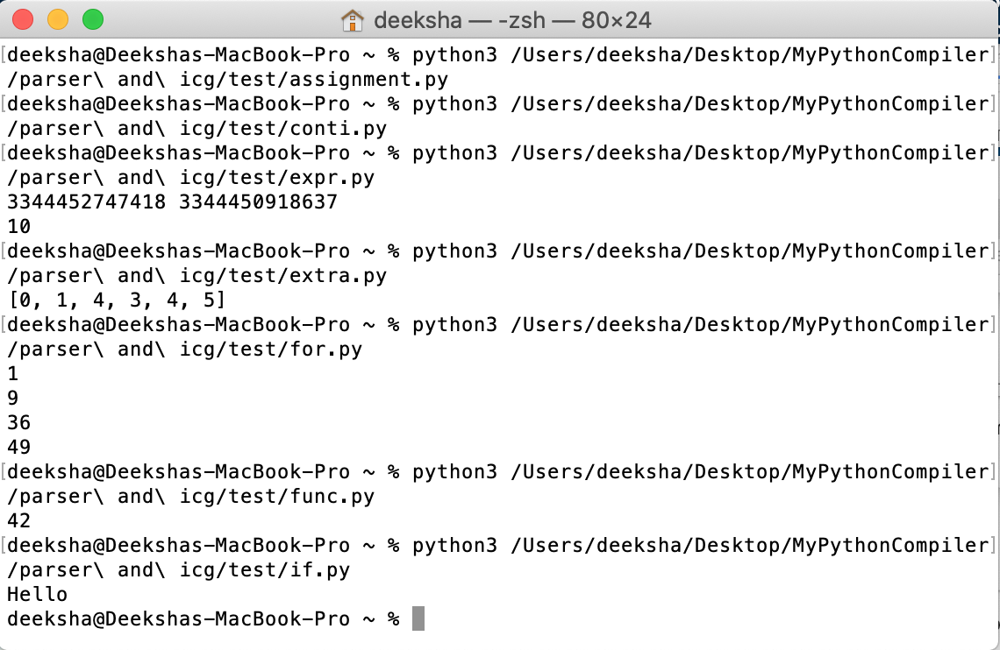 deeksha — -zsh — 80×24
[deeksha@Deekshas-MacBook-Pro ~ % python3 /Users/deeksha/Desktop/MyPythonCompiler]
/parser\ and\ icg/test/assignment.py
[deeksha@Deekshas-MacBook-Pro ~ % python3 /Users/deeksha/Desktop/MyPythonCompiler]
/parser\ and\ icg/test/conti.py
[deeksha@Deekshas-MacBook-Pro ~ % python3 /Users/deeksha/Desktop/MyPythonCompiler]
/parser\ and\ icg/test/expr.py
3344452747418 3344450918637
10
[deeksha@Deekshas-MacBook-Pro ~ % python3 /Users/deeksha/Desktop/MyPythonCompiler]
/parser\ and\ icg/test/extra.py
[0, 1, 4, 3, 4, 5]
[deeksha@Deekshas-MacBook-Pro ~ % python3 /Users/deeksha/Desktop/MyPythonCompiler]
/parser\ and\ icg/test/for.py
1
9
36
49
[deeksha@Deekshas-MacBook-Pro ~ % python3 /Users/deeksha/Desktop/MyPythonCompiler]
/parser\ and\ icg/test/func.py
42
[deeksha@Deekshas-MacBook-Pro ~ % python3 /Users/deeksha/Desktop/MyPythonCompiler]
/parser\ and\ icg/test/if.py
Hello
deeksha@Deekshas-MacBook-Pro ~ %